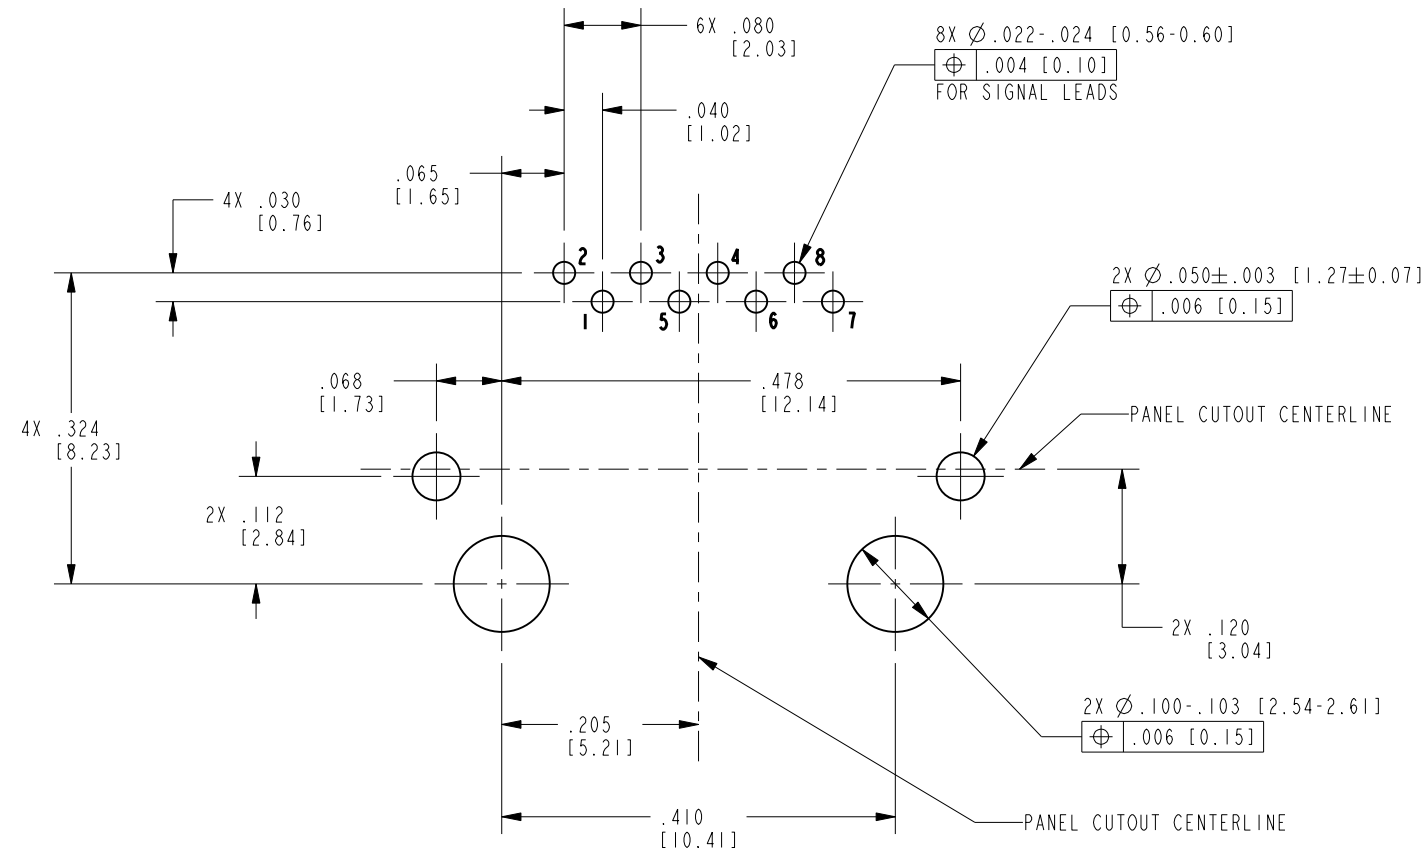 6X .080
[2.03]
8X Ø .022-.024 [0.56-0.60]
⌖ .004 [0.10]
FOR SIGNAL LEADS
.040
[1.02]
.065
[1.65]
4X .030
[0.76]
2 3 4 8
1 5 6 7
2X Ø .050±.003 [1.27±0.07]
⌖ .006 [0.15]
.068
[1.73]
.478
[12.14]
PANEL CUTOUT CENTERLINE
4X .324
[8.23]
2X .112
[2.84]
2X .120
[3.04]
2X Ø .100-.103 [2.54-2.61]
⌖ .006 [0.15]
.205
[5.21]
.410
[10.41]
PANEL CUTOUT CENTERLINE